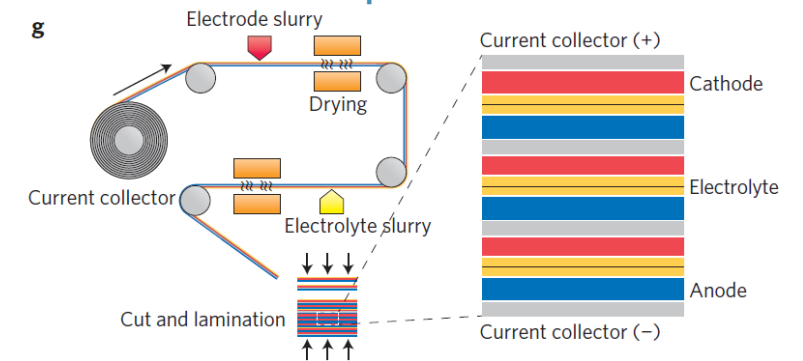 g
Electrode slurry
Drying
Current collector
Electrolyte slurry
Cut and lamination
Current collector (+)
Cathode
Electrolyte
Anode
Current collector (−)